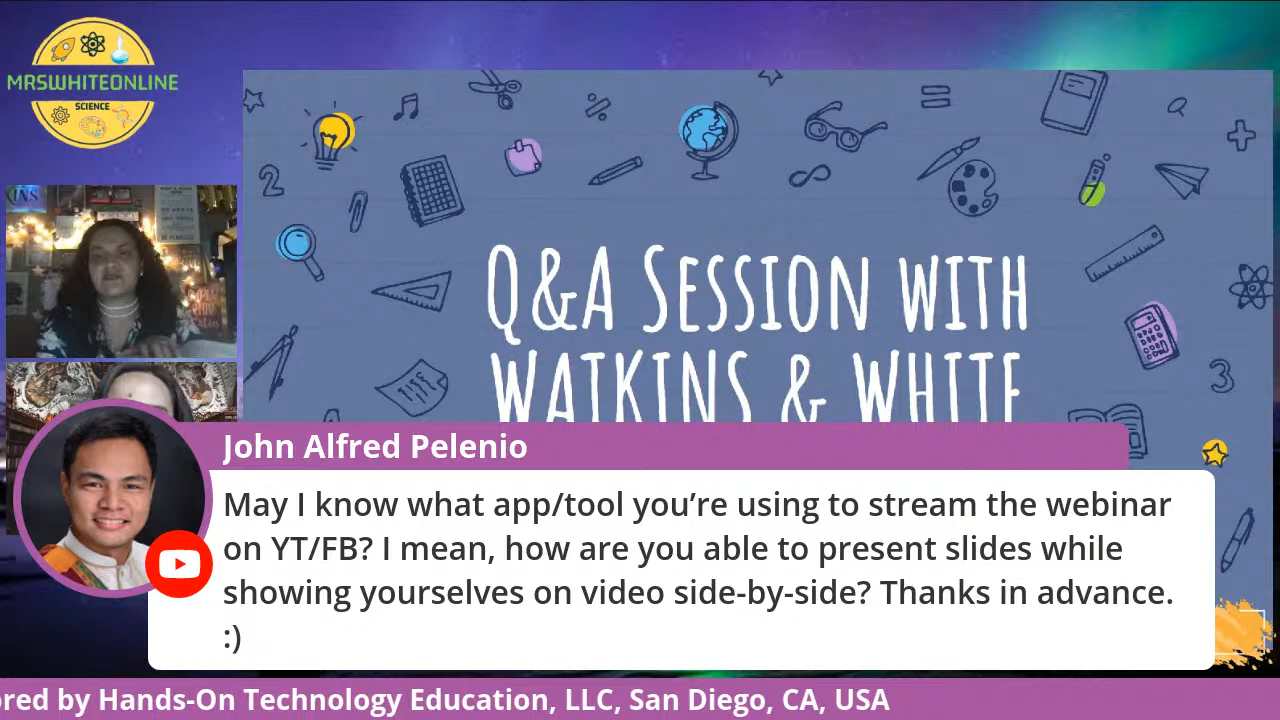 MRSWHITEONLINE
SCIENCE
Q&A SESSION WITH
WATKINS & WHITE
John Alfred Pelenio
May I know what app/tool you’re using to stream the webinar
on YT/FB? I mean, how are you able to present slides while
showing yourselves on video side-by-side? Thanks in advance.
:)
ored by Hands-On Technology Education, LLC, San Diego, CA, USA